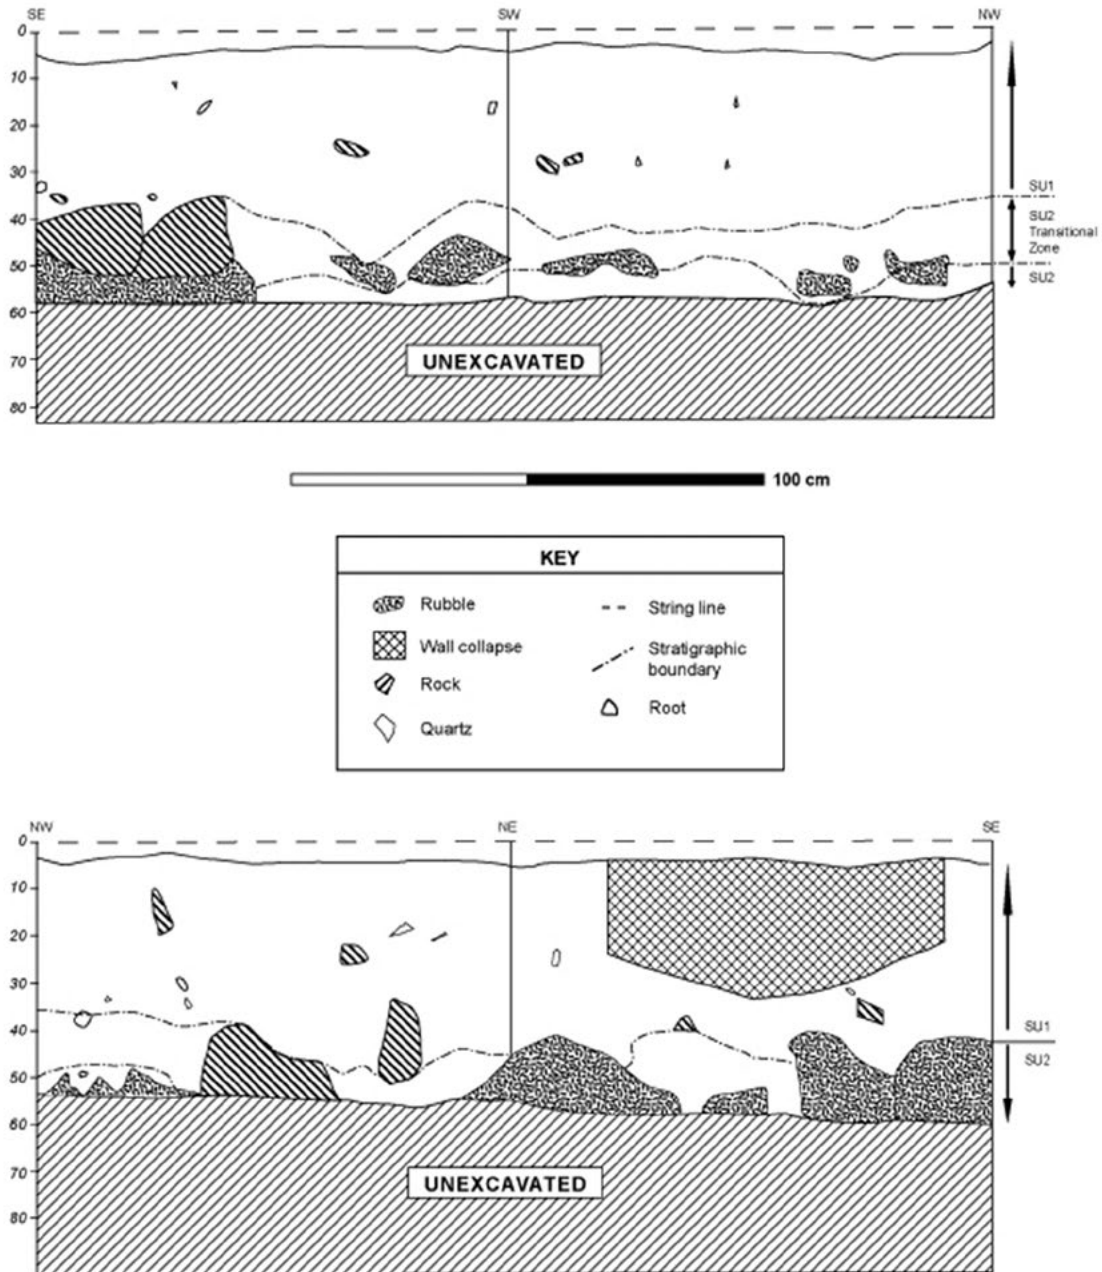 SE SW NW
0
10
20
30
SU1
40
SU2
Transitional
Zone
50
SU2
60
70
UNEXCAVATED
80
100 cm
KEY
Rubble
String line
Wall collapse
Stratigraphic
boundary
Rock
Root
Quartz
NW NE SE
0
10
20
30
40
SU1
50
SU2
60
70
UNEXCAVATED
80